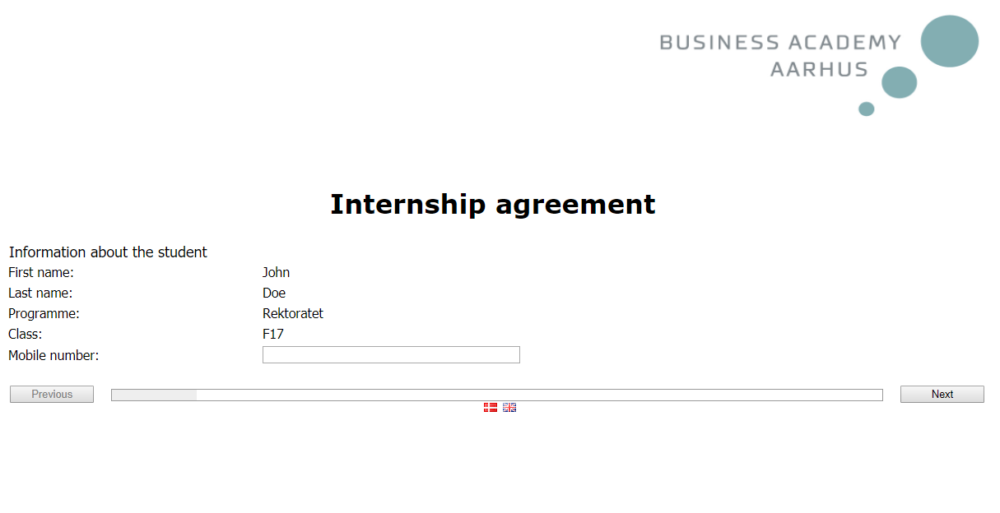 BUSINESS ACADEMY
AARHUS
Internship agreement
Information about the student
First name: John
Last name: Doe
Programme: Rektoratet
Class: F17
Mobile number:
Previous Next